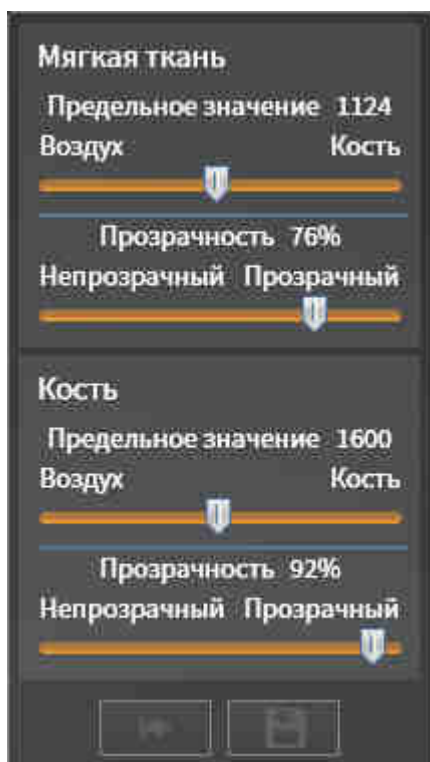 Мягкая ткань
Предельное значение 1124
Воздух Кость
Прозрачность 76%
Непрозрачный Прозрачный
Кость
Предельное значение 1600
Воздух Кость
Прозрачность 92%
Непрозрачный Прозрачный